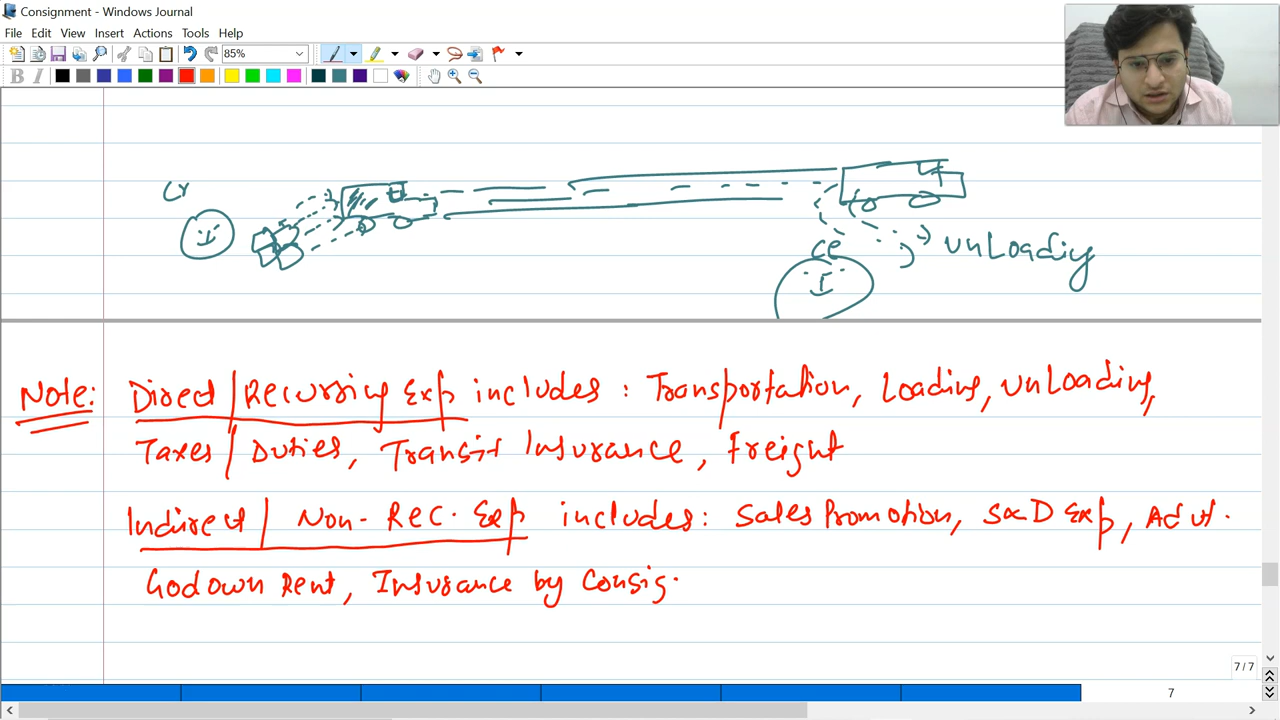 Consignment - Windows Journal
File Edit View Insert Actions Tools Help
85%
B I
Cr
CE
unLoading
Note: Direct/Recurring Exp includes: Transportation, Loading, unLoading,
Taxes/Duties, Transit Insurance, Freight
Indirect/Non-Rec. Exp includes: Sales Promotion, S&D Exp, Advt.
Godown Rent, Insurance by Consig.
7/7
7